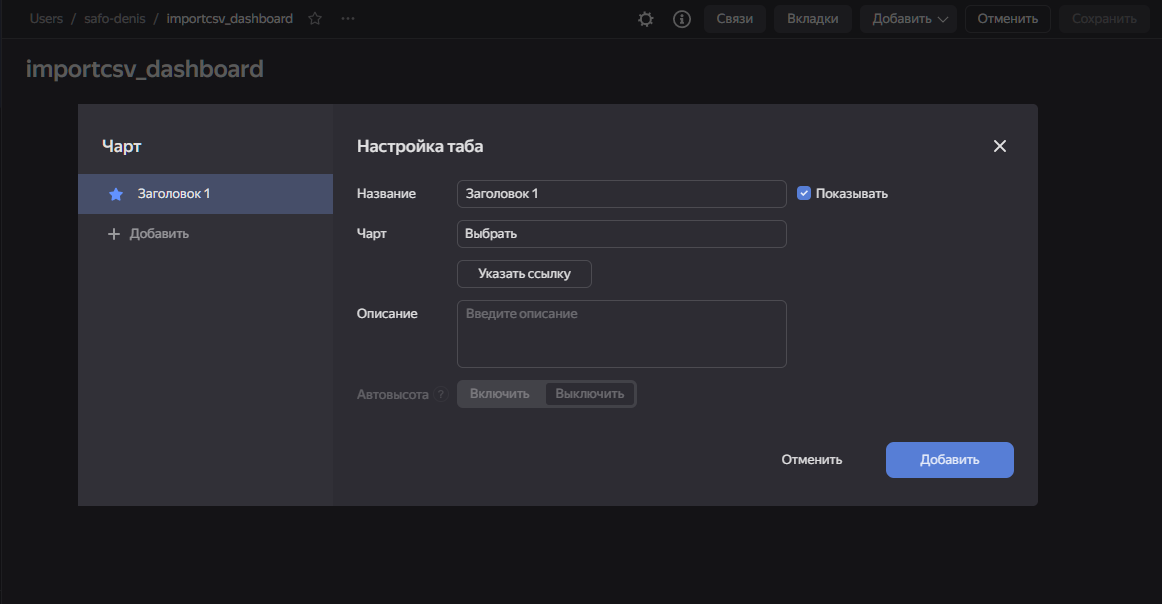 Users / safo-denis / importcsv_dashboard
Связи
Вкладки
Добавить
Отменить
Сохранить
importcsv_dashboard
Чарт
Заголовок 1
Добавить
Настройка таба
Название
Заголовок 1
Показывать
Чарт
Выбрать
Указать ссылку
Описание
Введите описание
Автовысота ?
Включить
Выключить
Отменить
Добавить